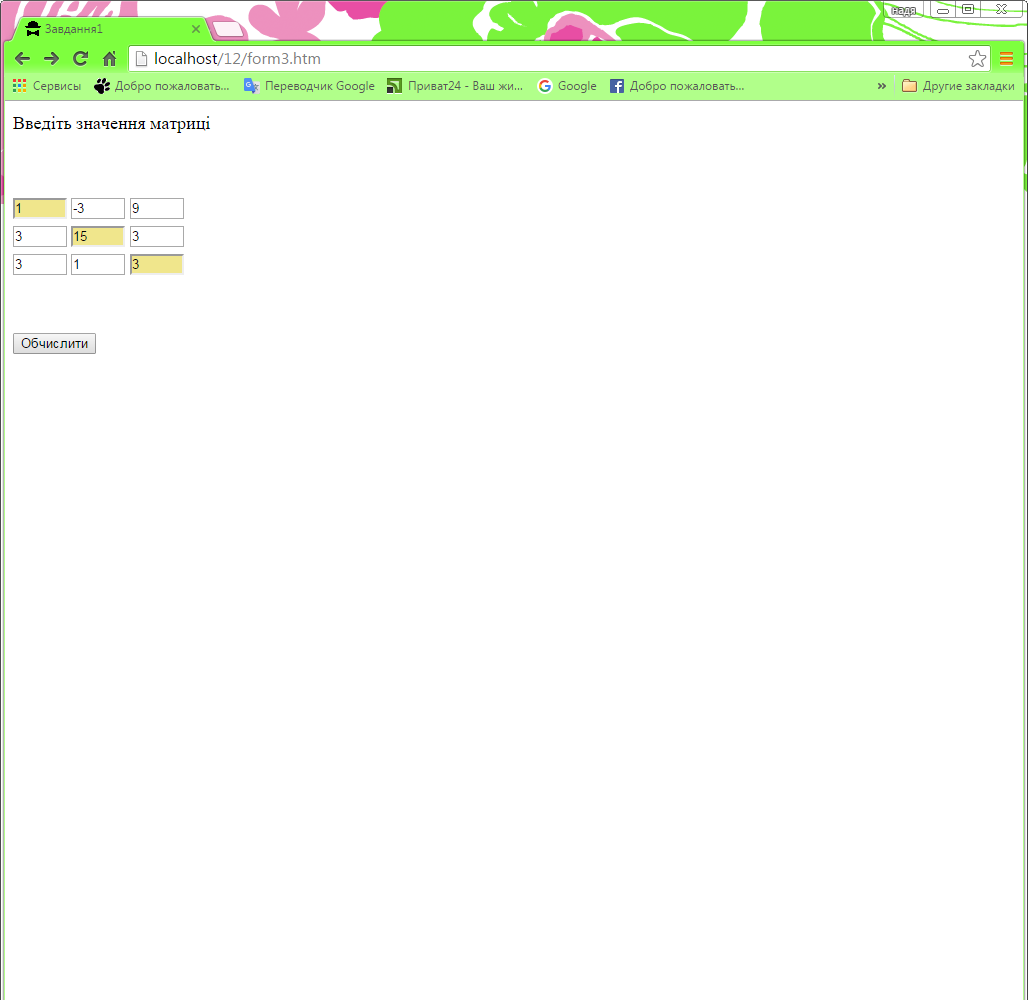 надя
Завдання1
localhost/12/form3.htm
Сервисы Добро пожаловать... Переводчик Google Приват24 - Ваш жи... Google Добро пожаловать... » Другие закладки
Введіть значення матриці
1 -3 9
3 15 3
3 1 3
Обчислити